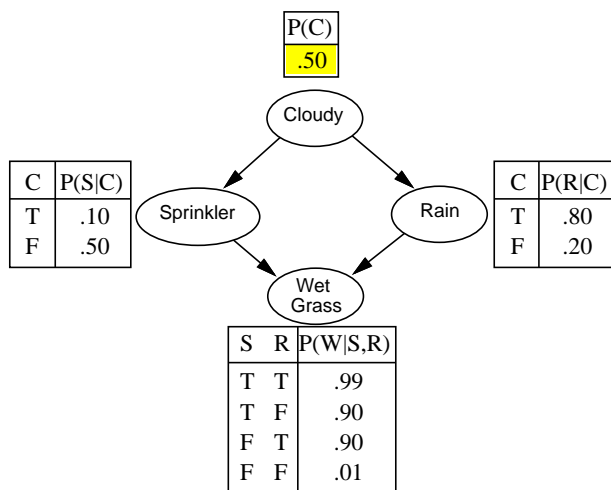 P(C)
.50
Cloudy
C P(S|C)
T .10
F .50
Sprinkler
Rain
C P(R|C)
T .80
F .20
Wet
Grass
S R P(W|S,R)
T T .99
T F .90
F T .90
F F .01